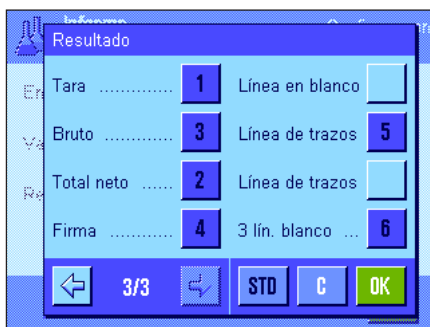 Resultado
Tara .............. 1
Línea en blanco
Bruto ............. 3
Línea de trazos 5
Total neto ...... 2
Línea de trazos
Firma ............. 4
3 lín. blanco ... 6
3/3
STD
C
OK